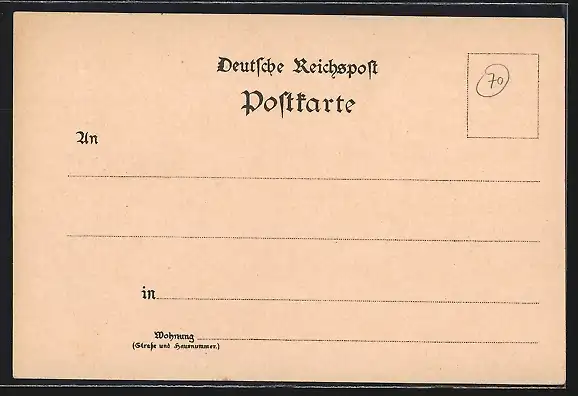 Deutsche Reichspost
Postkarte
70
An
in
Wohnung
(Straße und Hausnummer.)